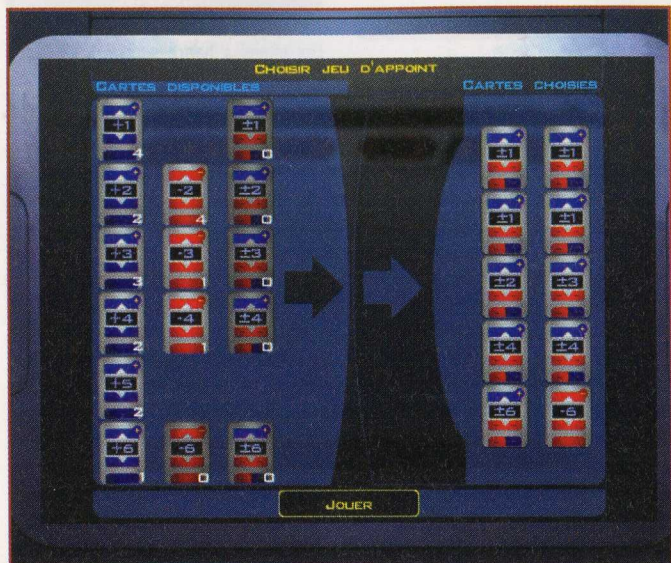 CHOISIR JEU D'APPOINT
CARTES DISPONIBLES
CARTES CHOISIES
+1 ±1
4 0
+2 -2 ±2
2 4 0
+3 -3 ±3
3 1 0
+4 -4 ±4
2 1 0
+5
2
+6 -6 ±6
1 0 0
±1 ±1
±1 ±1
±2 ±3
±4 ±4
±6 -6
JOUER